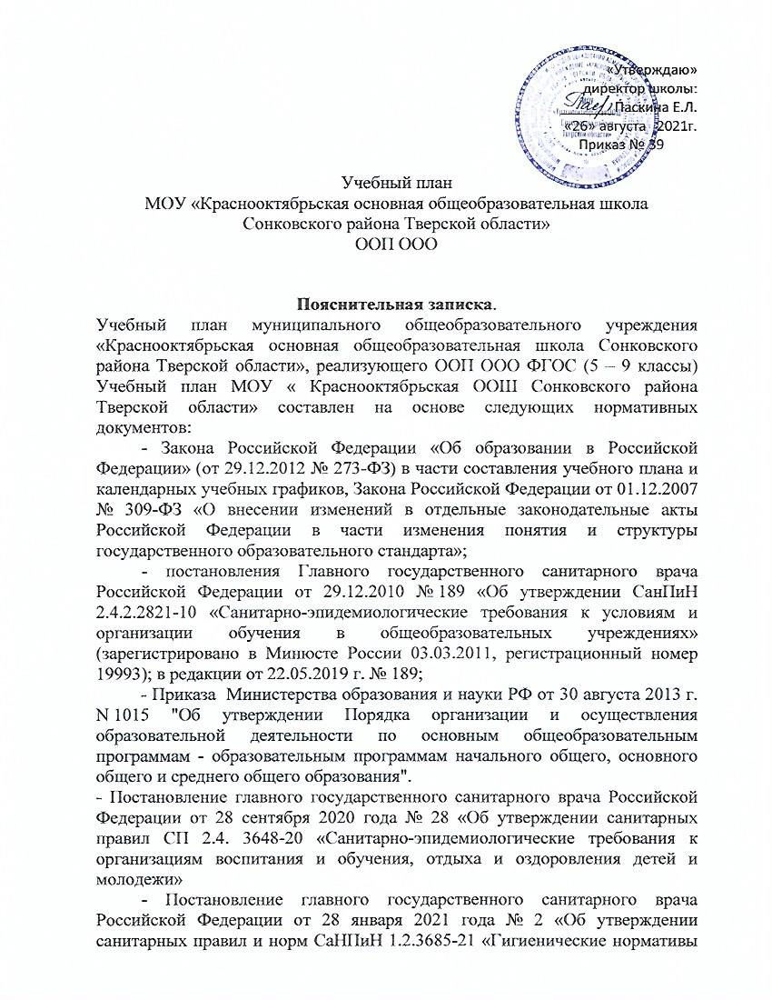 «Утверждаю»
директор школы:
Паскина Е.Л.
«26» августа 2021г.
Приказ № 39
Учебный план
МОУ «Краснооктябрьская основная общеобразовательная школа
Сонковского района Тверской области»
ООП ООО
Пояснительная записка.
Учебный план муниципального общеобразовательного учреждения
«Краснооктябрьская основная общеобразовательная школа Сонковского
района Тверской области», реализующего ООП ООО ФГОС (5 – 9 классы)
Учебный план МОУ « Краснооктябрьская ООШ Сонковского района
Тверской области» составлен на основе следующих нормативных
документов:
- Закона Российской Федерации «Об образовании в Российской
Федерации» (от 29.12.2012 № 273-ФЗ) в части составления учебного плана и
календарных учебных графиков, Закона Российской Федерации от 01.12.2007
№ 309-ФЗ «О внесении изменений в отдельные законодательные акты
Российской Федерации в части изменения понятия и структуры
государственного образовательного стандарта»;
- постановления Главного государственного санитарного врача
Российской Федерации от 29.12.2010 № 189 «Об утверждении СанПиН
2.4.2.2821-10 «Санитарно-эпидемиологические требования к условиям и
организации обучения в общеобразовательных учреждениях»
(зарегистрировано в Минюсте России 03.03.2011, регистрационный номер
19993); в редакции от 22.05.2019 г. № 189;
- Приказа Министерства образования и науки РФ от 30 августа 2013 г.
N 1015 "Об утверждении Порядка организации и осуществления
образовательной деятельности по основным общеобразовательным
программам - образовательным программам начального общего, основного
общего и среднего общего образования".
- Постановление главного государственного санитарного врача Российской
Федерации от 28 сентября 2020 года № 28 «Об утверждении санитарных
правил СП 2.4. 3648-20 «Санитарно-эпидемиологические требования к
организациям воспитания и обучения, отдыха и оздоровления детей и
молодежи»
- Постановление главного государственного санитарного врача
Российской Федерации от 28 января 2021 года № 2 «Об утверждении
санитарных правил и норм СаНПиН 1.2.3685-21 «Гигиенические нормативы